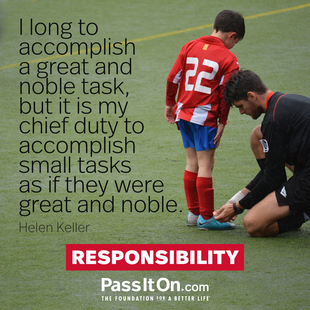 I long to
accomplish
a great and
noble task,
but it is my
chief duty to
accomplish
small tasks
as if they were
great and noble.
Helen Keller
22
RESPONSIBILITY
PassItOn.com
THE FOUNDATION FOR A BETTER LIFE